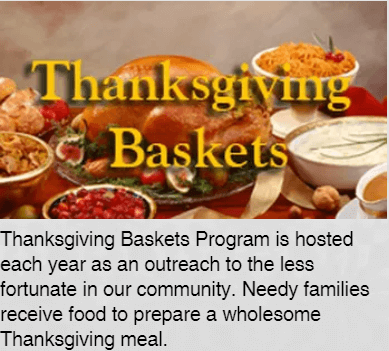 Thanksgiving
Baskets
Thanksgiving Baskets Program is hosted
each year as an outreach to the less
fortunate in our community. Needy families
receive food to prepare a wholesome
Thanksgiving meal.